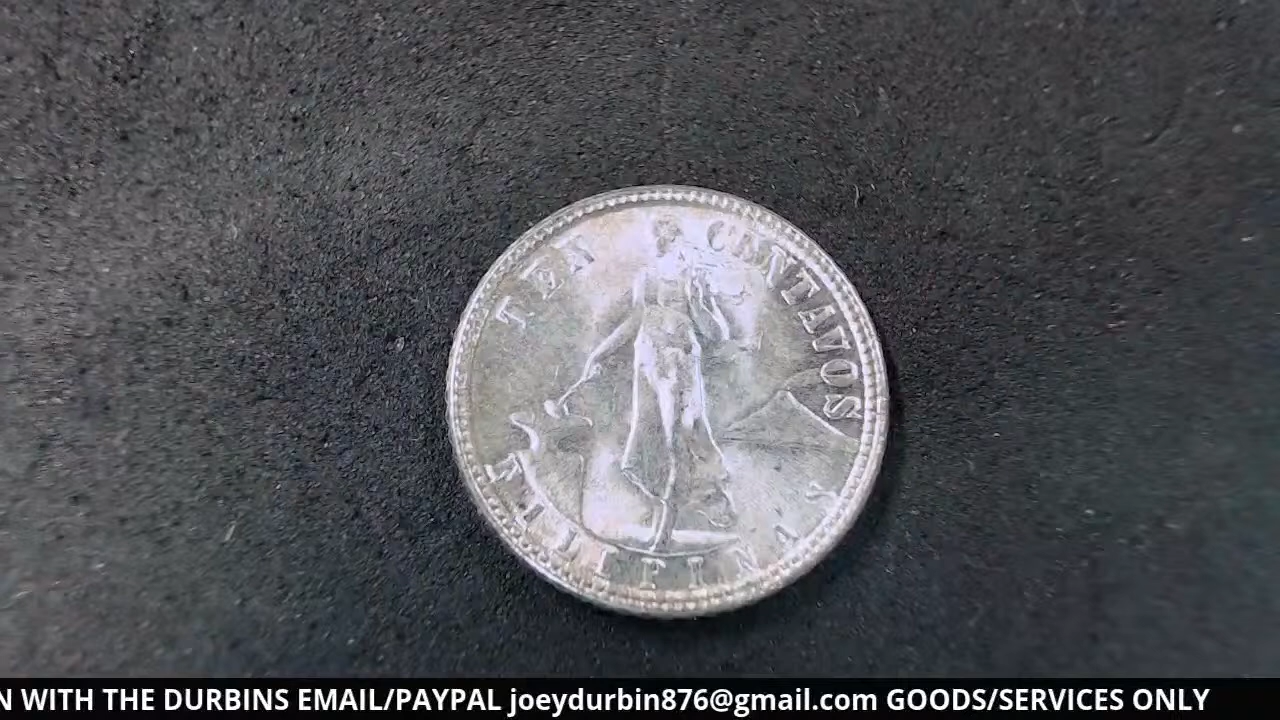 TEN CENTAVOS
FILIPINAS
N WITH THE DURBINS EMAIL/PAYPAL joeydurbin876@gmail.com GOODS/SERVICES ONLY